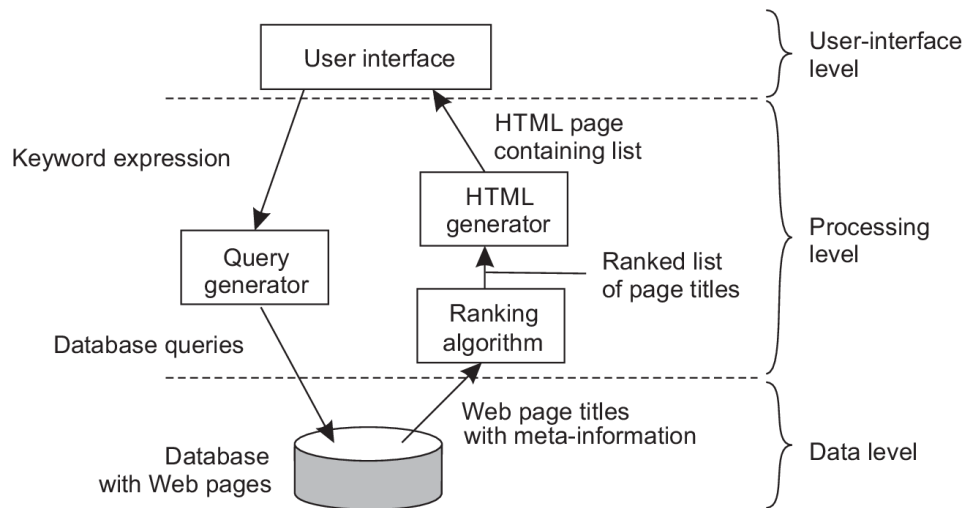 User interface
User-interface
level
Keyword expression
HTML page
containing list
HTML
generator
Processing
level
Query
generator
Ranked list
of page titles
Ranking
algorithm
Database queries
Web page titles
with meta-information
Database
with Web pages
Data level